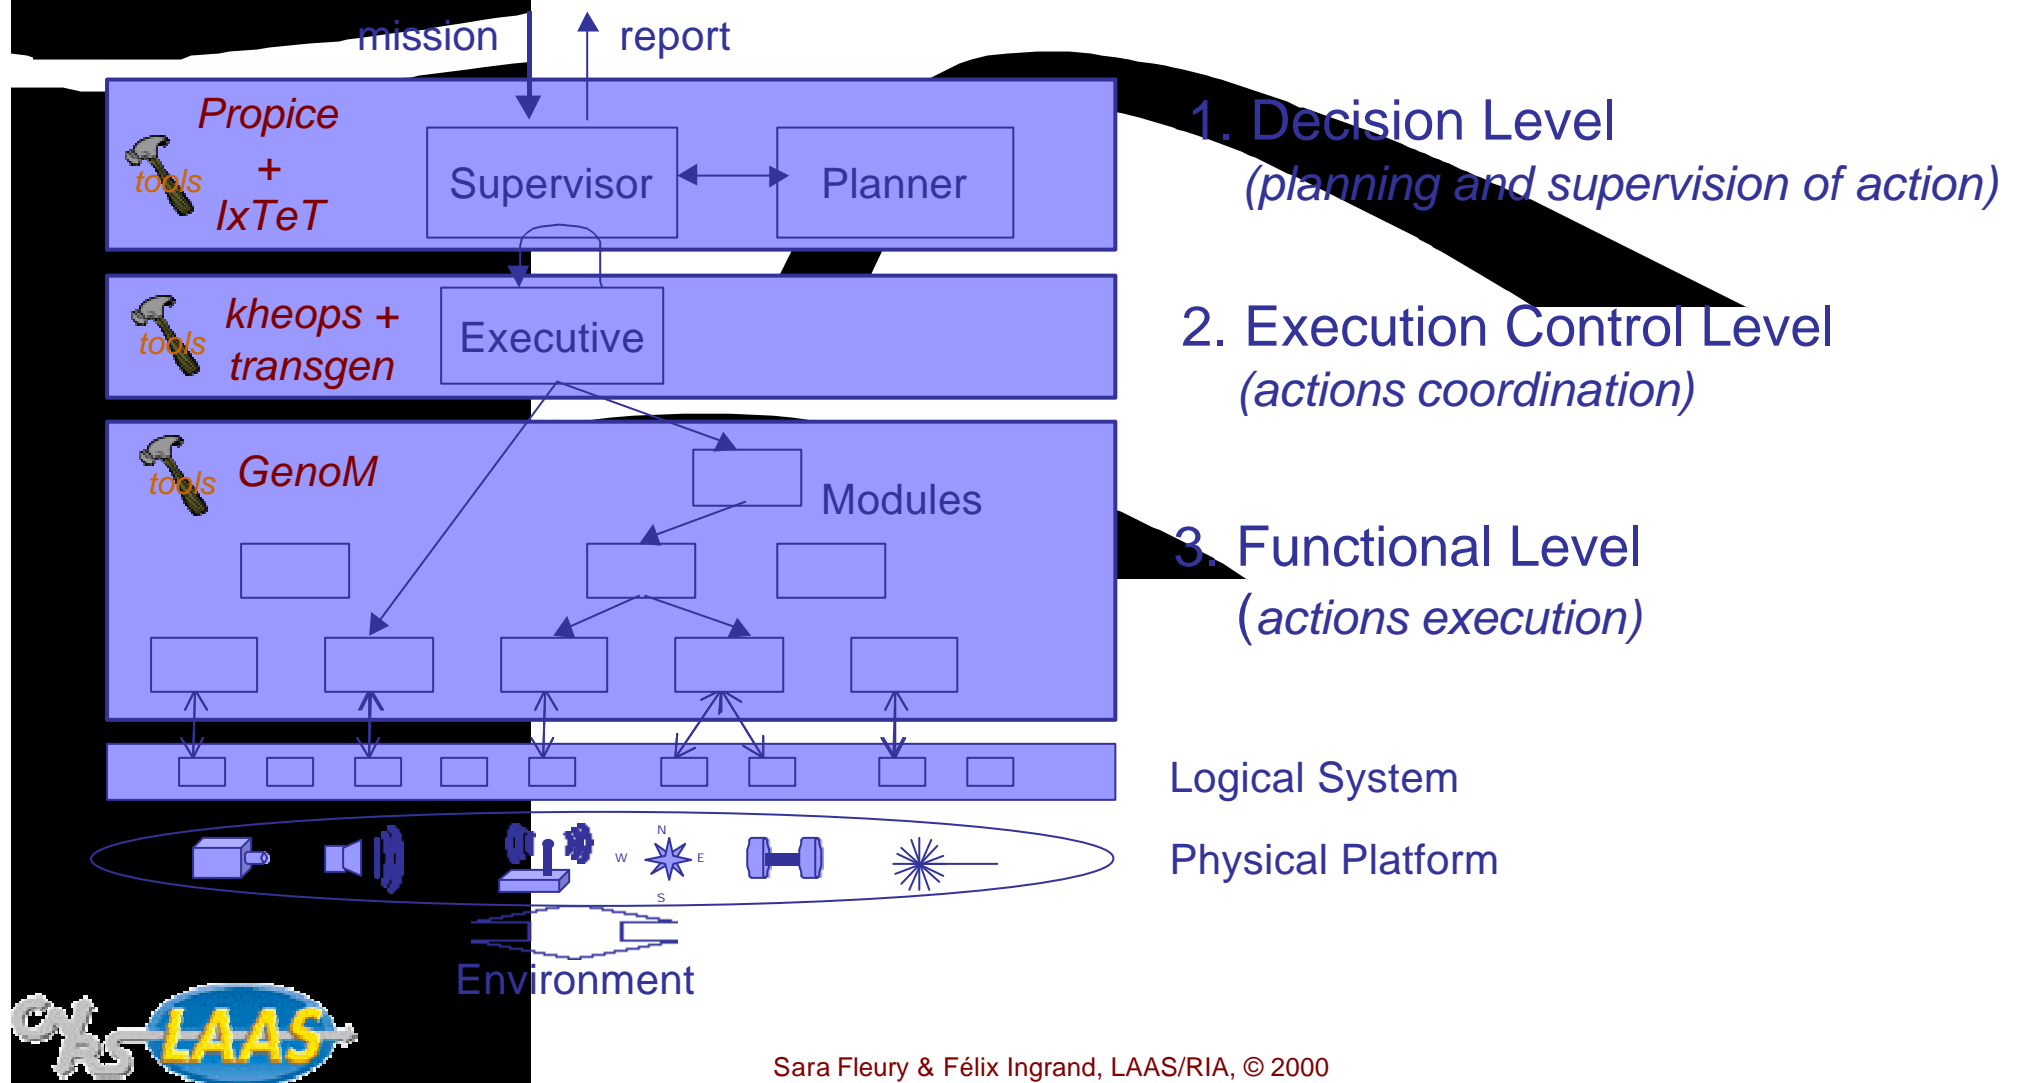 mission
report
Propice
+
IxTeT
tools
Supervisor
Planner
1. Decision Level
(planning and supervision of action)
kheops +
transgen
tools
Executive
2. Execution Control Level
(actions coordination)
GenoM
tools
Modules
3. Functional Level
(actions execution)
Logical System
N
W
E
S
Physical Platform
Environment
CNRS
LAAS
Sara Fleury & Félix Ingrand, LAAS/RIA, © 2000